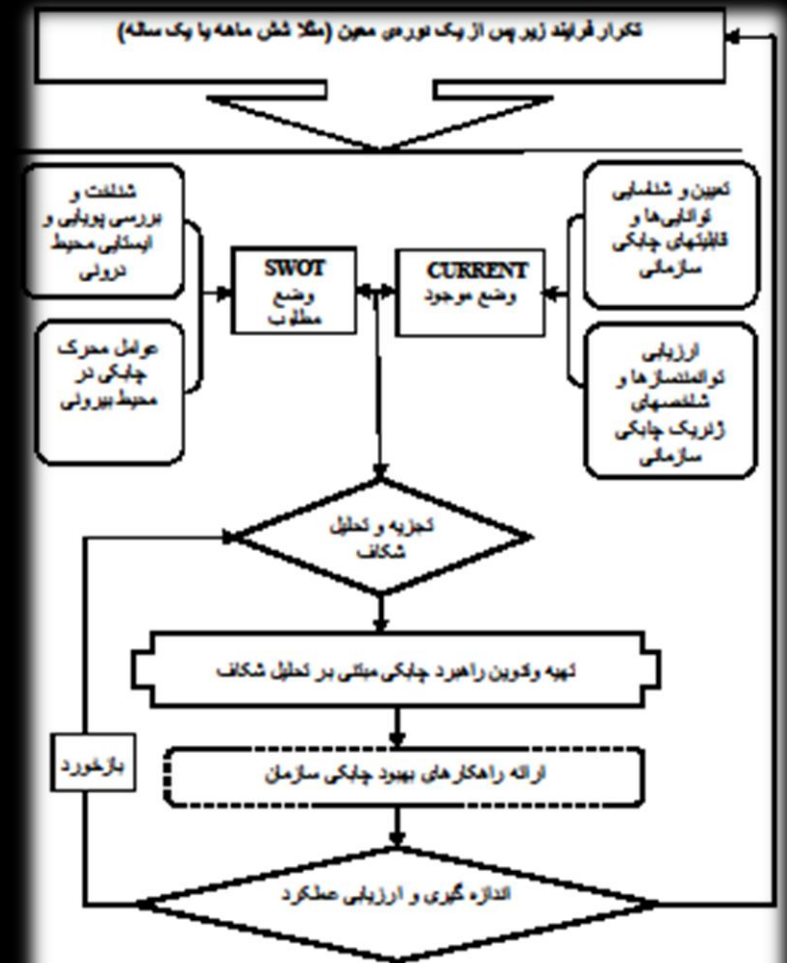 تکرار فرایند زیر پس از یک دوره‌ی معین (مثلا شش ماهه یا یک ساله)
تعیین و شناسایی
توانایی‌ها و
قابلیتهای چابکی
سازمانی
ارزیابی
توانمندسازها و
شاخصهای
ژنریک چابکی
سازمانی
CURRENT
وضع موجود
SWOT
وضع
مطلوب
شناخت و
بررسی پویایی و
ایستایی محیط
درونی
عوامل محرک
چابکی در
محیط بیرونی
تجزیه و تحلیل
شکاف
تهیه وتدوین راهبرد چابکی مبتنی بر تحلیل شکاف
ارائه راهکارهای بهبود چابکی سازمان
بازخورد
اندازه گیری و ارزیابی عملکرد